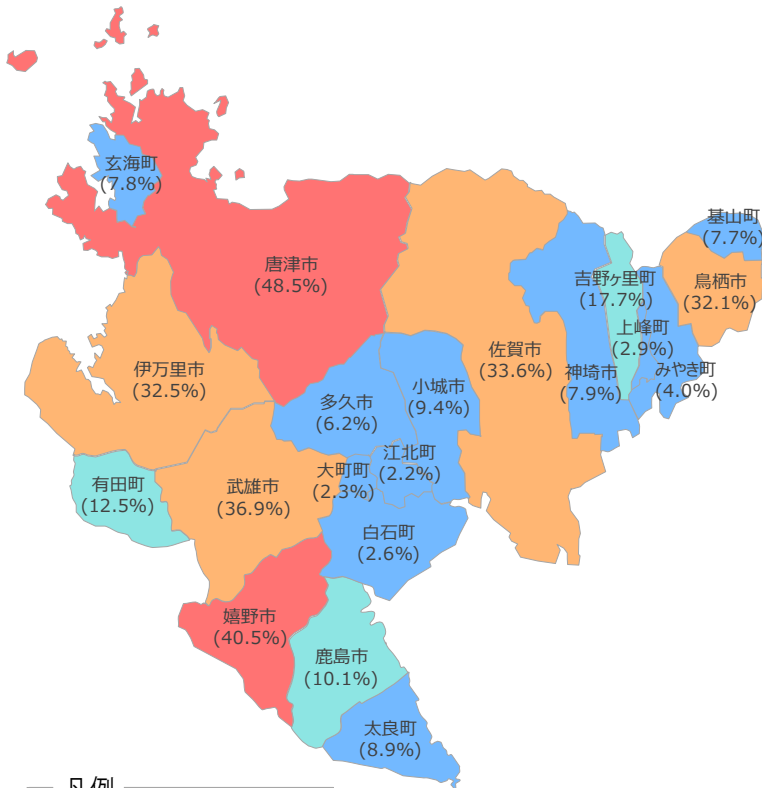 玄海町
(7.8%)
基山町
(7.7%)
唐津市
(48.5%)
吉野ヶ里町
(17.7%)
鳥栖市
(32.1%)
上峰町
(2.9%)
佐賀市
(33.6%)
伊万里市
(32.5%)
神埼市
(7.9%)
みやき町
(4.0%)
多久市
(6.2%)
小城市
(9.4%)
江北町
(2.2%)
大町町
(2.3%)
有田町
(12.5%)
武雄市
(36.9%)
白石町
(2.6%)
嬉野市
(40.5%)
鹿島市
(10.1%)
太良町
(8.9%)
凡例